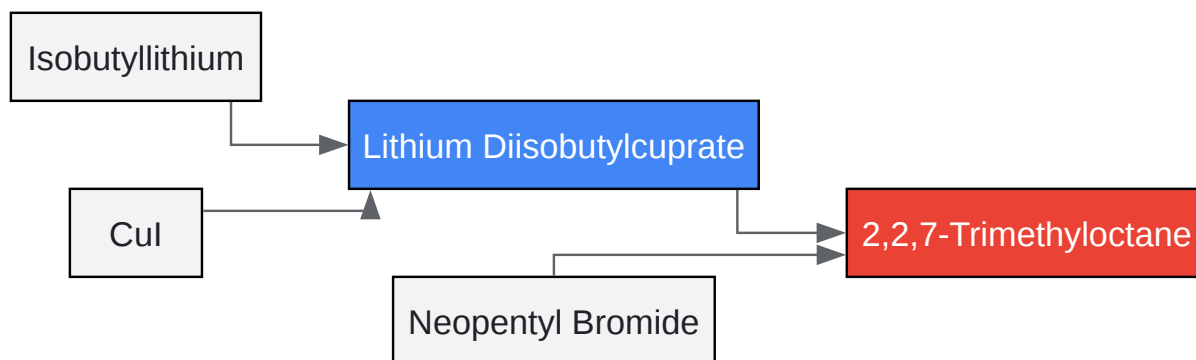 Isobutyllithium
Lithium Diisobutylcuprate
CuI
2,2,7-Trimethyloctane
Neopentyl Bromide